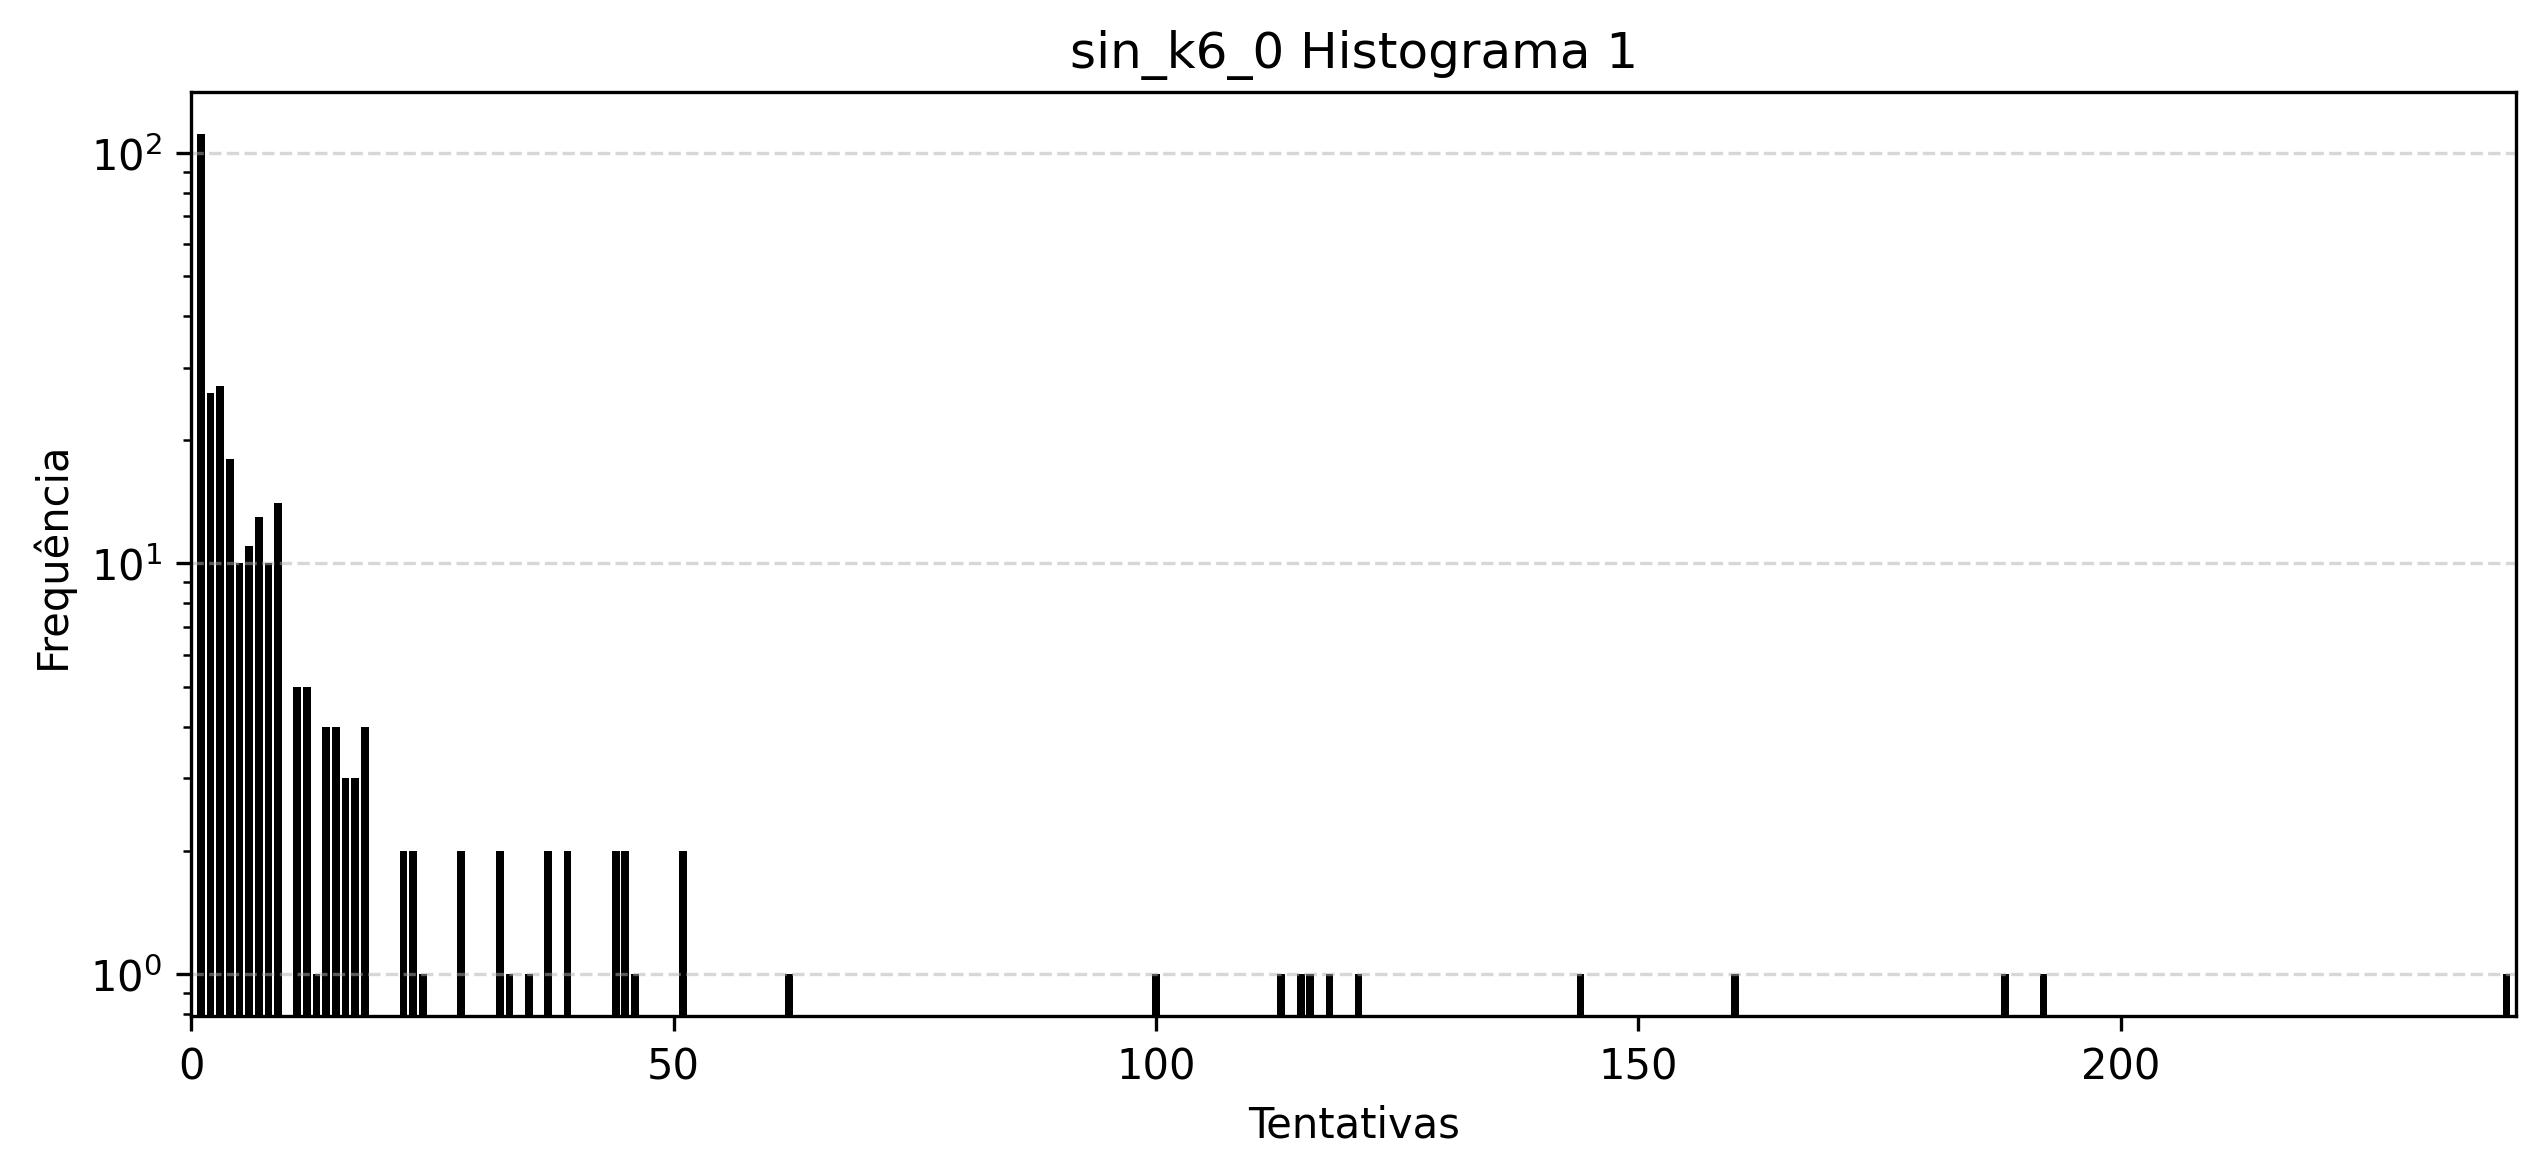 sin_k6_0 Histograma 1
Frequência
10²
10¹
10⁰
0 50 100 150 200
Tentativas